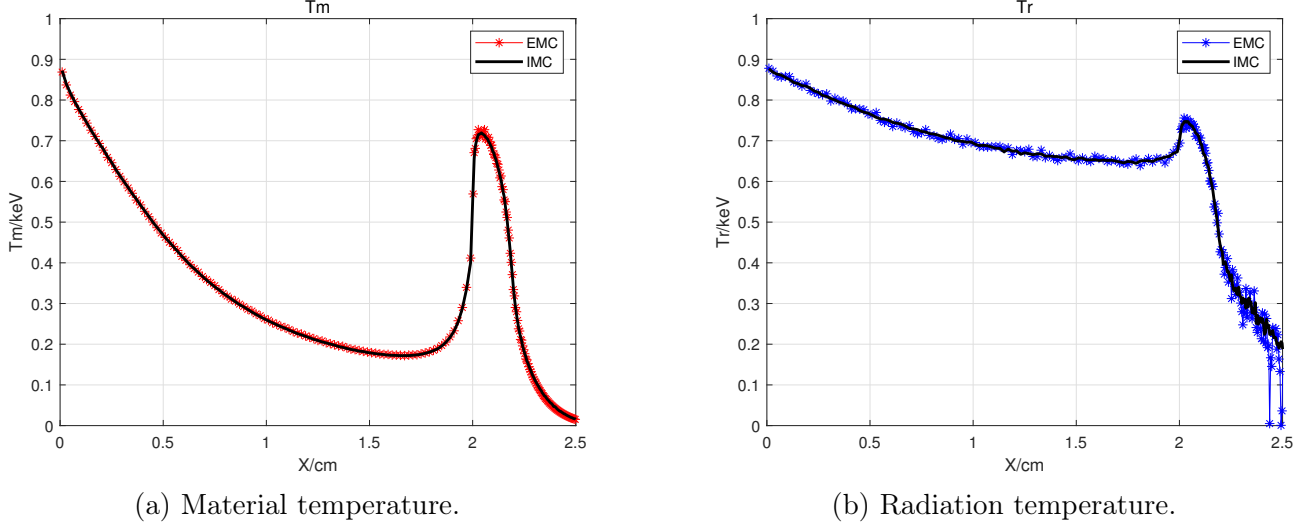 Tm
1
0.9
0.8
0.7
0.6
0.5
0.4
0.3
0.2
0.1
0
Tm/keV
EMC
IMC
0 0.5 1 1.5 2 2.5
X/cm
(a) Material temperature.
Tr
1
0.9
0.8
0.7
0.6
0.5
0.4
0.3
0.2
0.1
0
Tr/keV
EMC
IMC
0 0.5 1 1.5 2 2.5
X/cm
(b) Radiation temperature.